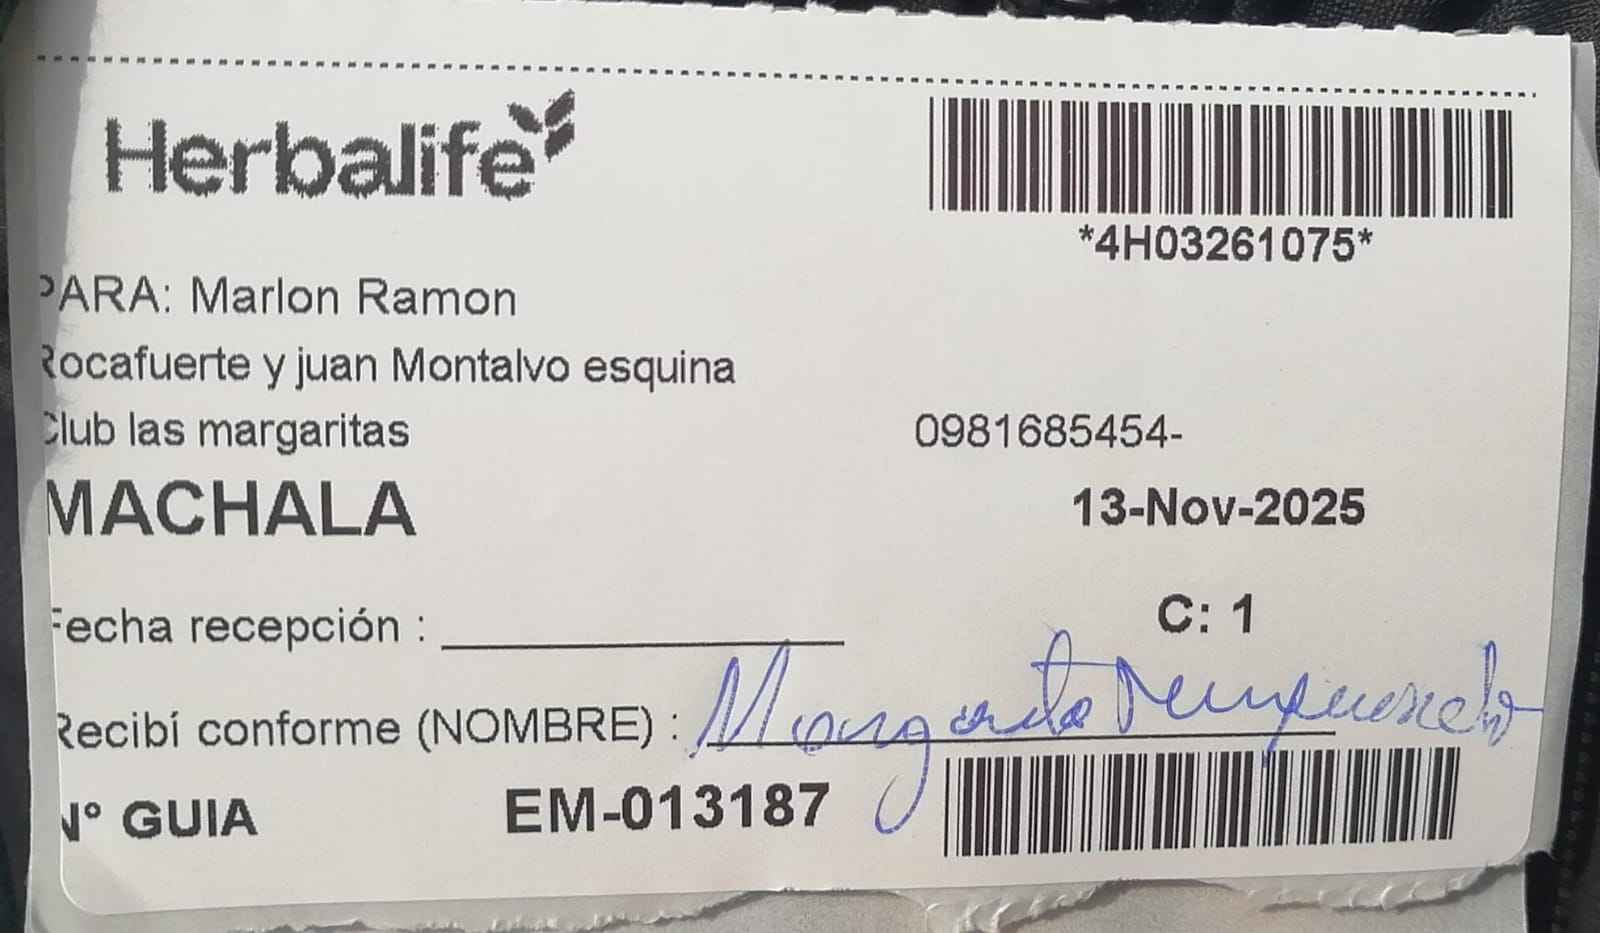 Herbalife
*4H03261075*
PARA: Marlon Ramon
Rocafuerte y juan Montalvo esquina
Club las margaritas 0981685454-
MACHALA 13-Nov-2025
C: 1
Fecha recepción :
Recibí conforme (NOMBRE) : Margarita
N° GUIA EM-013187